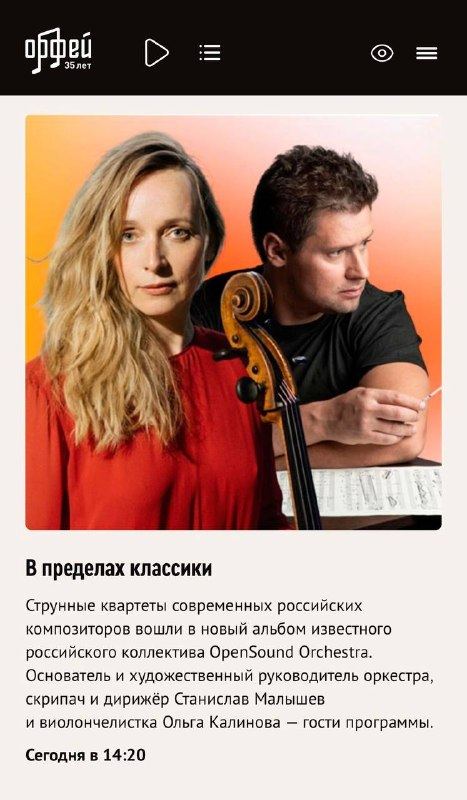 орфей
35 лет
В пределах классики
Струнные квартеты современных российских
композиторов вошли в новый альбом известного
российского коллектива OpenSound Orchestra.
Основатель и художественный руководитель оркестра,
скрипач и дирижёр Станислав Малышев
и виолончелистка Ольга Калинова — гости программы.
Сегодня в 14:20